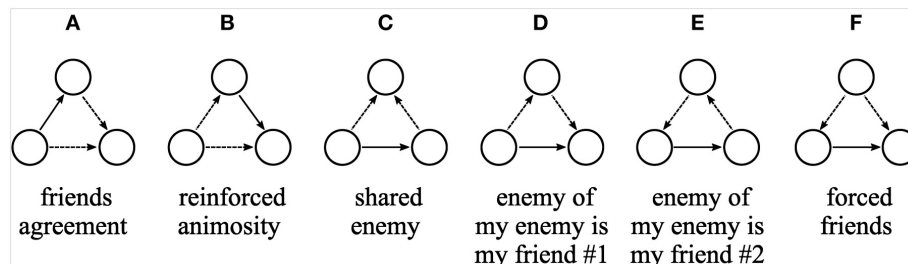 A B C D E F
friends reinforced shared enemy of enemy of forced
agreement animosity enemy my enemy is my enemy is friends
my friend #1 my friend #2